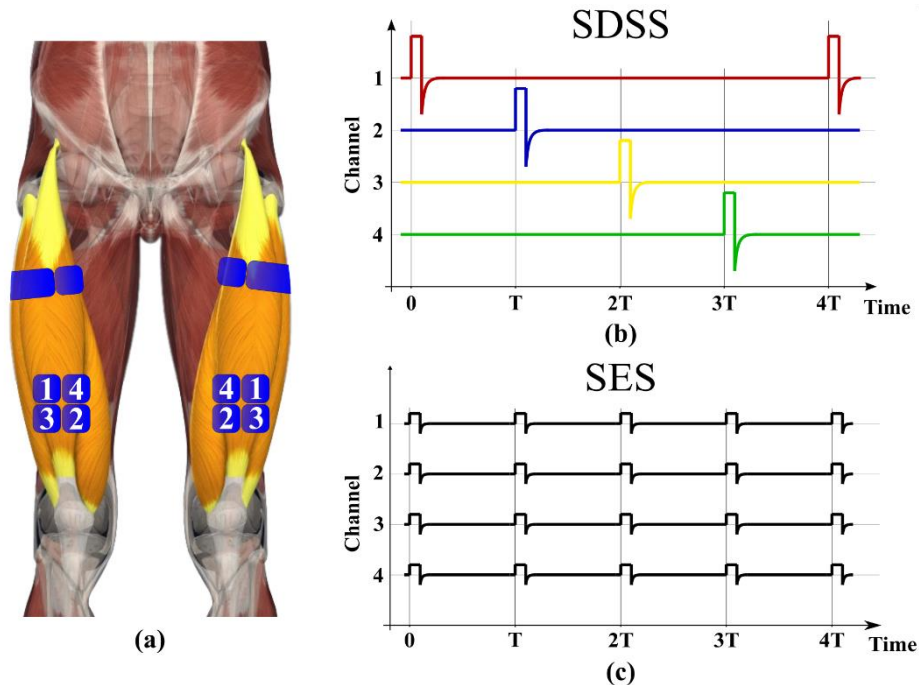 SDSS
1
2
3
4
Channel
0 T 2T 3T 4T Time
(b)
1 4 4 1
3 2 2 3
(a)
SES
1
2
3
4
Channel
0 T 2T 3T 4T Time
(c)